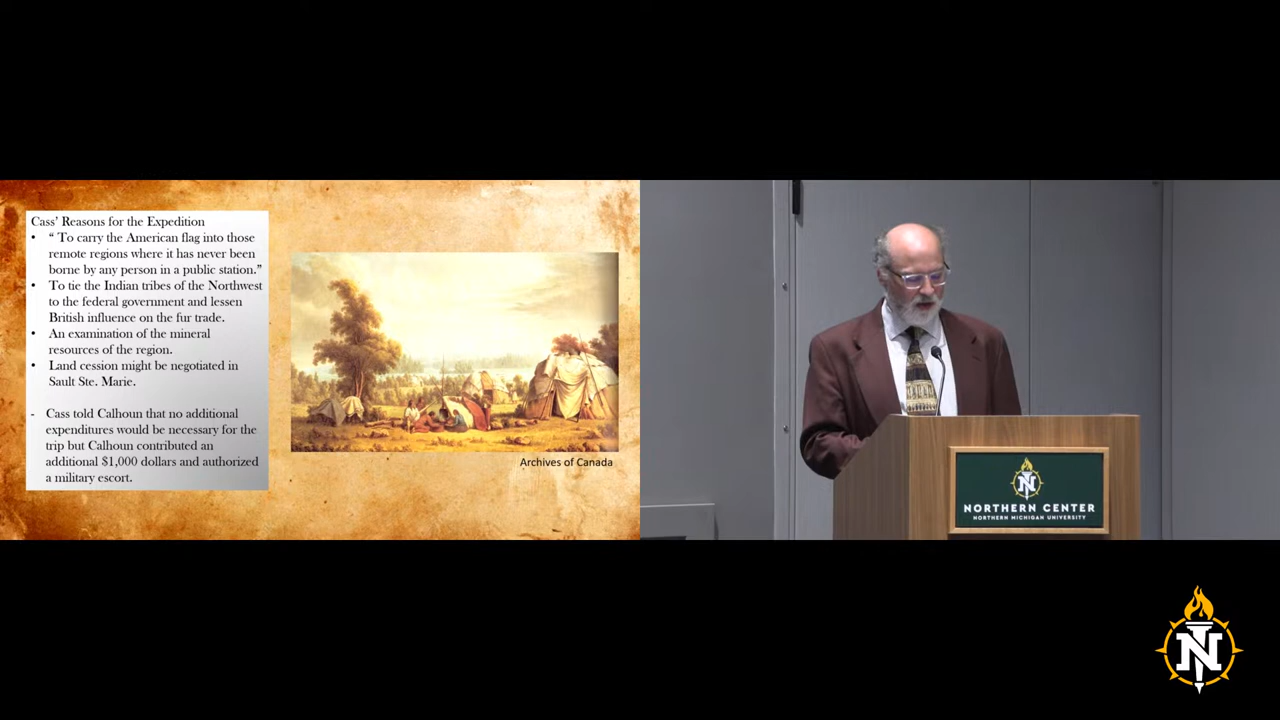 Cass' Reasons for the Expedition
• “ To carry the American flag into those
remote regions where it has never been
borne by any person in a public station.”
• To tie the Indian tribes of the Northwest
to the federal government and lessen
British influence on the fur trade.
• An examination of the mineral
resources of the region.
• Land cession might be negotiated in
Sault Ste. Marie.
- Cass told Calhoun that no additional
expenditures would be necessary for the
trip but Calhoun contributed an
additional $1,000 dollars and authorized
a military escort.
Archives of Canada
N
NORTHERN CENTER
NORTHERN MICHIGAN UNIVERSITY
N